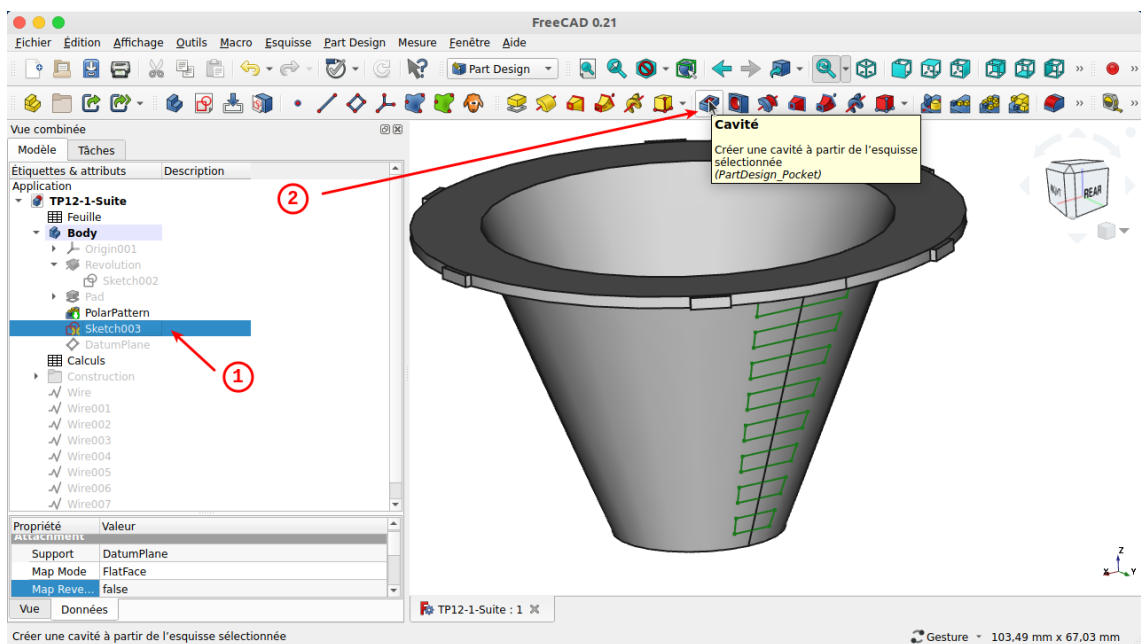 FreeCAD 0.21
Fichier Édition Affichage Outils Macro Esquisse Part Design Mesure Fenêtre Aide
Part Design
Vue combinée
Modèle Tâches
Étiquettes & attributs Description
Application
TP12-1-Suite
Feuille
Body
Origin001
Revolution
Sketch002
Pad
PolarPattern
Sketch003
DatumPlane
Calculs
Construction
Wire
Wire001
Wire002
Wire003
Wire004
Wire005
Wire006
Wire007
1
2
Cavité
Créer une cavité à partir de l’esquisse
sélectionnée
(PartDesign_Pocket)
REAR
Z
X Y
Propriété Valeur
Attachment
Support DatumPlane
Map Mode FlatFace
Map Reve... false
Vue Données
TP12-1-Suite : 1
Créer une cavité à partir de l’esquisse sélectionnée
Gesture 103,49 mm x 67,03 mm